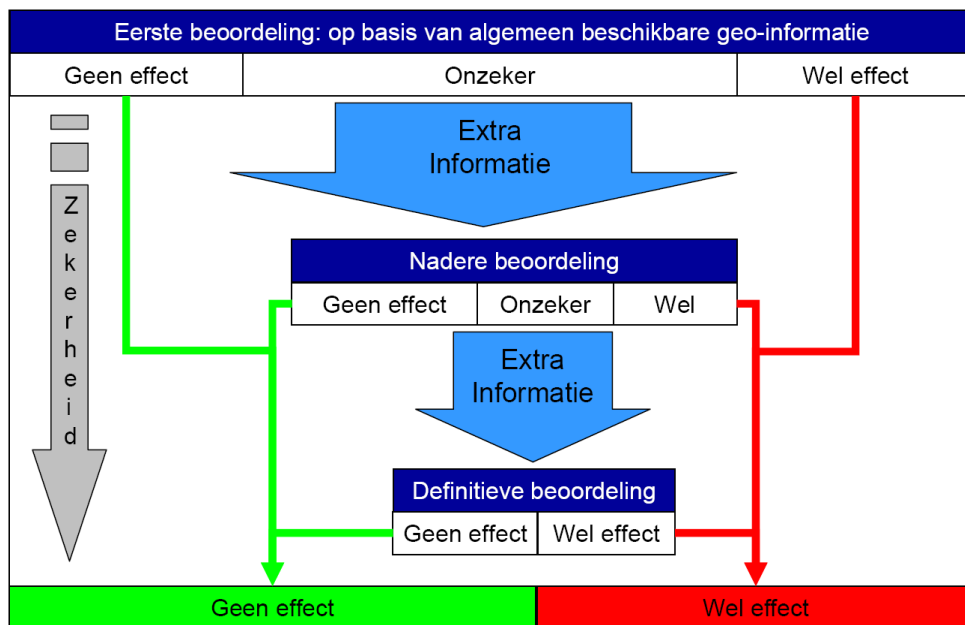 Eerste beoordeling: op basis van algemeen beschikbare geo-informatie
Geen effect
Onzeker
Wel effect
Extra
Informatie
Zekerheid
Nadere beoordeling
Geen effect
Onzeker
Wel
Extra
Informatie
Definitieve beoordeling
Geen effect
Wel effect
Geen effect
Wel effect